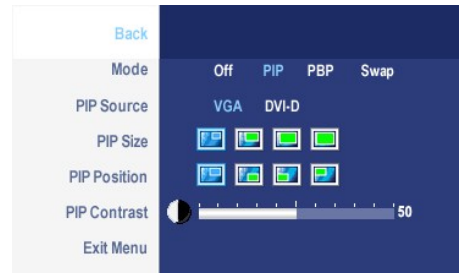 Back
Mode Off PIP PBP Swap
PIP Source VGA DVI-D
PIP Size
PIP Position
PIP Contrast 50
Exit Menu